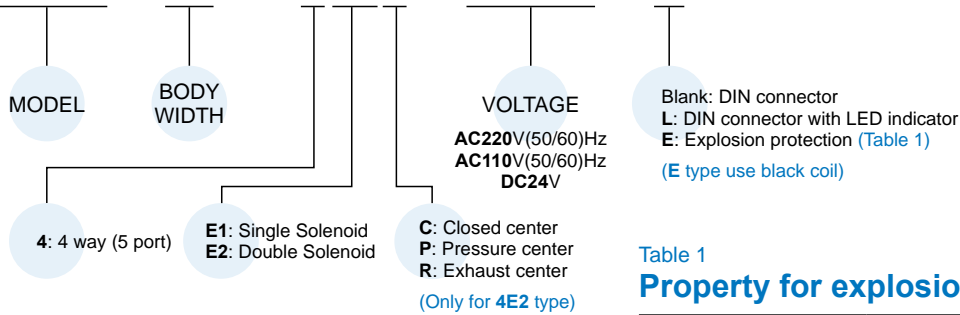 MODEL
BODY
WIDTH
VOLTAGE
AC220V(50/60)Hz
AC110V(50/60)Hz
DC24V
Blank: DIN connector
L: DIN connector with LED indicator
E: Explosion protection (Table 1)
(E type use black coil)
4: 4 way (5 port)
E1: Single Solenoid
E2: Double Solenoid
C: Closed center
P: Pressure center
R: Exhaust center
(Only for 4E2 type)
Table 1
Property for explosio